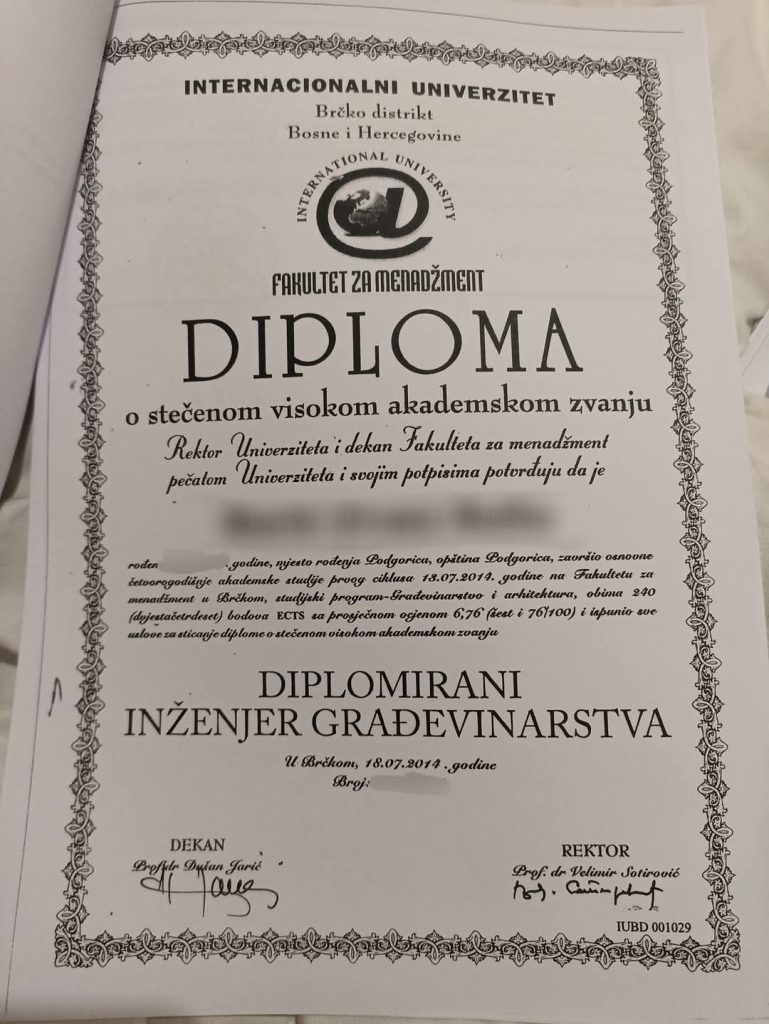 INTERNACIONALNI UNIVERZITET
Brčko distrikt
Bosne i Hercegovine
INTERNATIONAL UNIVERSITY
@
FAKULTET ZA MENADŽMENT
DIPLOMA
o stečenom visokom akademskom zvanju
Rektor Univerziteta i dekan Fakulteta za menadžment
pečatom Univerziteta i svojim potpisima potvrđuju da je
rođen .godine, mjesto rođenja Podgorica, opština Podgorica, završio osnovne
četvorogodišnje akademske studije prvog ciklusa 18.07.2014. godine na Fakultetu za
menadžment u Brčkom, studijski program-Građevinarstvo i arhitektura, obima 240
(dvjestačetrdeset) bodova ECTS sa prosječnom ocjenom 6,76 (šest i 76/100) i ispunio sve
uslove za sticanje diplome o stečenom visokom akademskom zvanju
DIPLOMIRANI
INŽENJER GRAĐEVINARSTVA
U Brčkom, 18.07.2014 .godine
Broj:
DEKAN
Prof.dr Dušan Jarić
REKTOR
Prof. dr Velimir Sotirović
IUBD 001029